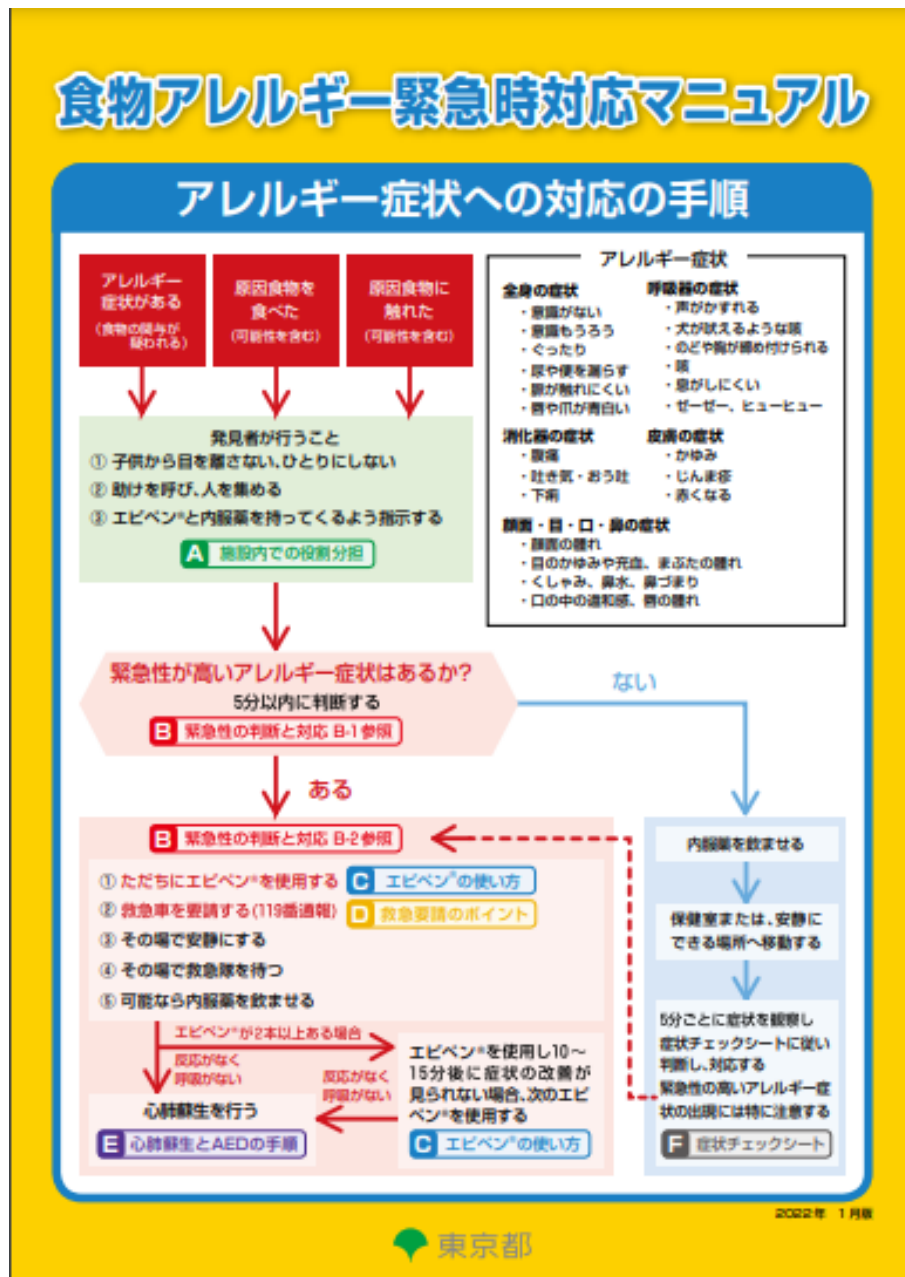 食物アレルギー緊急時対応マニュアル
アレルギー症状への対応の手順
アレルギー
症状がある
(食物の関与が
疑われる)
原因食物を
食べた
(可能性を含む)
原因食物に
触れた
(可能性を含む)
発見者が行うこと
① 子供から目を離さない、ひとりにしない
② 助けを呼び、人を集める
③ エピペン®と内服薬を持ってくるよう指示する
A 施設内での役割分担
アレルギー症状
全身の症状
・意識がない
・意識もうろう
・ぐったり
・尿や便を漏らす
・脈が触れにくい
・唇や爪が青白い
呼吸器の症状
・声がかすれる
・犬が吠えるような咳
・のどや胸が締め付けられる
・咳
・息がしにくい
・ゼーゼー、ヒューヒュー
消化器の症状
・腹痛
・吐き気・おう吐
・下痢
皮膚の症状
・かゆみ
・じんま疹
・赤くなる
顔面・目・口・鼻の症状
・顔面の腫れ
・目のかゆみや充血、まぶたの腫れ
・くしゃみ、鼻水、鼻づまり
・口の中の違和感、唇の腫れ
緊急性が高いアレルギー症状はあるか?
5分以内に判断する
B 緊急性の判断と対応 B-1参照
ない
ある
B 緊急性の判断と対応 B-2参照
① ただちにエピペン®を使用する C エピペン®の使い方
② 救急車を要請する(119番通報) D 救急要請のポイント
③ その場で安静にする
④ その場で救急隊を待つ
⑤ 可能なら内服薬を飲ませる
エピペン®が2本以上ある場合
反応がなく
呼吸がない
心肺蘇生を行う
E 心肺蘇生とAEDの手順
反応がなく
呼吸がない
エピペン®を使用し10～
15分後に症状の改善が
見られない場合、次のエピ
ペン®を使用する
C エピペン®の使い方
内服薬を飲ませる
保健室または、安静に
できる場所へ移動する
5分ごとに症状を観察し
症状チェックシートに従い
判断し、対応する
緊急性の高いアレルギー症
状の出現には特に注意する
F 症状チェックシート
2022年 1月版
東京都